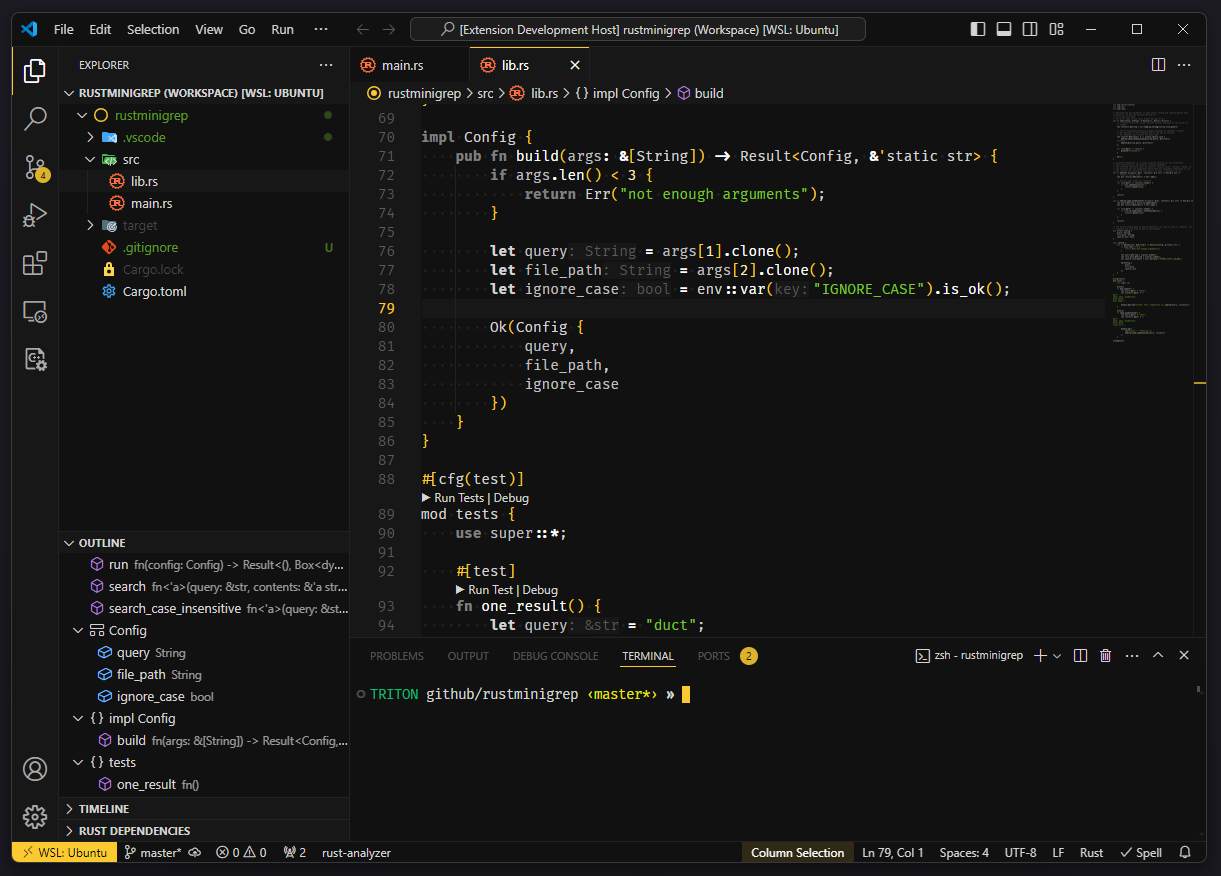 File Edit Selection View Go Run ···
[Extension Development Host] rustminigrep (Workspace) [WSL: Ubuntu]
EXPLORER ···
RUSTMINIGREP (WORKSPACE) [WSL: UBUNTU]
rustminigrep
.vscode
src
lib.rs
main.rs
target
.gitignore U
Cargo.lock
Cargo.toml
4
OUTLINE
run fn(config: Config) -> Result<(), Box<dy...
search fn<'a>(query: &str, contents: &'a str...
search_case_insensitive fn<'a>(query: &st...
Config
query String
file_path String
ignore_case bool
{} impl Config
build fn(args: &[String]) -> Result<Config,...
{} tests
one_result fn()
TIMELINE
RUST DEPENDENCIES
main.rs lib.rs
rustminigrep > src > lib.rs > {} impl Config > build
69
70 impl Config {
71 pub fn build(args: &[String]) -> Result<Config, &'static str> {
72 if args.len() < 3 {
73 return Err("not enough arguments");
74 }
75
76 let query: String = args[1].clone();
77 let file_path: String = args[2].clone();
78 let ignore_case: bool = env::var(key: "IGNORE_CASE").is_ok();
79
80 Ok(Config {
81 query,
82 file_path,
83 ignore_case
84 })
85 }
86 }
87
88 #[cfg(test)]
▶ Run Tests | Debug
89 mod tests {
90 use super::*;
91
92 #[test]
▶ Run Test | Debug
93 fn one_result() {
94 let query: &str = "duct";
PROBLEMS OUTPUT DEBUG CONSOLE TERMINAL PORTS 2
zsh - rustminigrep
TRITON github/rustminigrep ‹master*› »
WSL: Ubuntu master* 0 0 2 rust-analyzer
Column Selection Ln 79, Col 1 Spaces: 4 UTF-8 LF Rust Spell